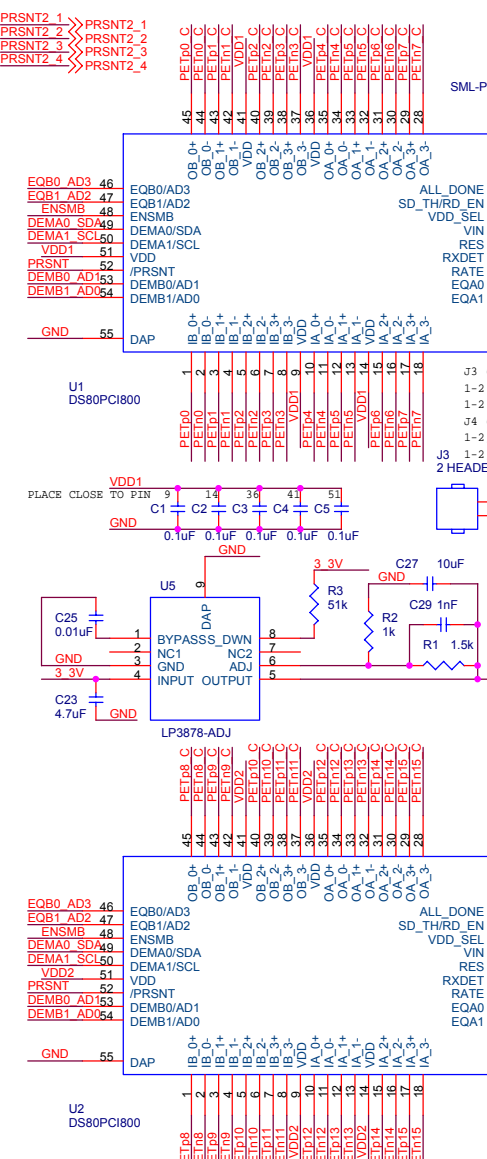 PRSNT2_1 PRSNT2_1
PRSNT2_2 PRSNT2_2
PRSNT2_3 PRSNT2_3
PRSNT2_4 PRSNT2_4
PETp0_C
PETn0_C
PETp1_C
PETn1_C
VDD1
PETp2_C
PETn2_C
PETp3_C
PETn3_C
VDD1
PETp4_C
PETn4_C
PETp5_C
PETn5_C
PETp6_C
PETn6_C
PETp7_C
PETn7_C
SML-P
45 44 43 42 41 40 39 38 37 36 35 34 33 32 31 30 29 28
OB_0+ OB_0- OB_1+ OB_1- VDD OB_2+ OB_2- OB_3+ OB_3- VDD OA_0+ OA_0- OA_1+ OA_1- OA_2+ OA_2- OA_3+ OA_3-
EQB0_AD3 46 EQB0/AD3 ALL_DONE
EQB1_AD2 47 EQB1/AD2 SD_TH/RD_EN
ENSMB 48 ENSMB VDD_SEL
DEMA0_SDA 49 DEMA0/SDA VIN
DEMA1_SCL 50 DEMA1/SCL RES
VDD1 51 VDD RXDET
PRSNT 52 /PRSNT RATE
DEMB0_AD1 53 DEMB0/AD1 EQA0
DEMB1_AD0 54 DEMB1/AD0 EQA1
GND 55 DAP
IB_0+ IB_0- IB_1+ IB_1- IB_2+ IB_2- IB_3+ IB_3- VDD IA_0+ IA_0- IA_1+ IA_1- VDD IA_2+ IA_2- IA_3+ IA_3-
1 2 3 4 5 6 7 8 9 10 11 12 13 14 15 16 17 18
U1
DS80PCI800
PETp0
PETn0
PETp1
PETn1
PETp2
PETn2
PETp3
PETn3
VDD1
PETp4
PETn4
PETp5
PETn5
VDD1
PETp6
PETn6
PETp7
PETn7
J3
1-2
1-2
J4
1-2
1-2
J3
2 HEADE
VDD1
PLACE CLOSE TO PIN 9 14 36 41 51
C1 C2 C3 C4 C5
GND
0.1uF 0.1uF 0.1uF 0.1uF 0.1uF
GND
U5
9
DAP
C25
0.01uF
1 BYPASS S_DWN 8
2 NC1 NC2 7
GND 3 GND ADJ 6
3_3V 4 INPUT OUTPUT 5
C23
4.7uF
GND
LP3878-ADJ
3_3V
R3
51k
C27 10uF
GND
C29 1nF
R2
1k
R1 1.5k
PETp8_C
PETn8_C
PETp9_C
PETn9_C
VDD2
PETp10_C
PETn10_C
PETp11_C
PETn11_C
VDD2
PETp12_C
PETn12_C
PETp13_C
PETn13_C
PETp14_C
PETn14_C
PETp15_C
PETn15_C
45 44 43 42 41 40 39 38 37 36 35 34 33 32 31 30 29 28
OB_0+ OB_0- OB_1+ OB_1- VDD OB_2+ OB_2- OB_3+ OB_3- VDD OA_0+ OA_0- OA_1+ OA_1- OA_2+ OA_2- OA_3+ OA_3-
EQB0_AD3 46 EQB0/AD3 ALL_DONE
EQB1_AD2 47 EQB1/AD2 SD_TH/RD_EN
ENSMB 48 ENSMB VDD_SEL
DEMA0_SDA 49 DEMA0/SDA VIN
DEMA1_SCL 50 DEMA1/SCL RES
VDD2 51 VDD RXDET
PRSNT 52 /PRSNT RATE
DEMB0_AD1 53 DEMB0/AD1 EQA0
DEMB1_AD0 54 DEMB1/AD0 EQA1
GND 55 DAP
IB_0+ IB_0- IB_1+ IB_1- IB_2+ IB_2- IB_3+ IB_3- VDD IA_0+ IA_0- IA_1+ IA_1- VDD IA_2+ IA_2- IA_3+ IA_3-
1 2 3 4 5 6 7 8 9 10 11 12 13 14 15 16 17 18
U2
DS80PCI800
ETp8
ETn8
ETp9
ETn9
ETp10
ETn10
ETp11
ETn11
VDD2
ETp12
ETn12
ETp13
ETn13
VDD2
ETp14
ETn14
ETp15
ETn15